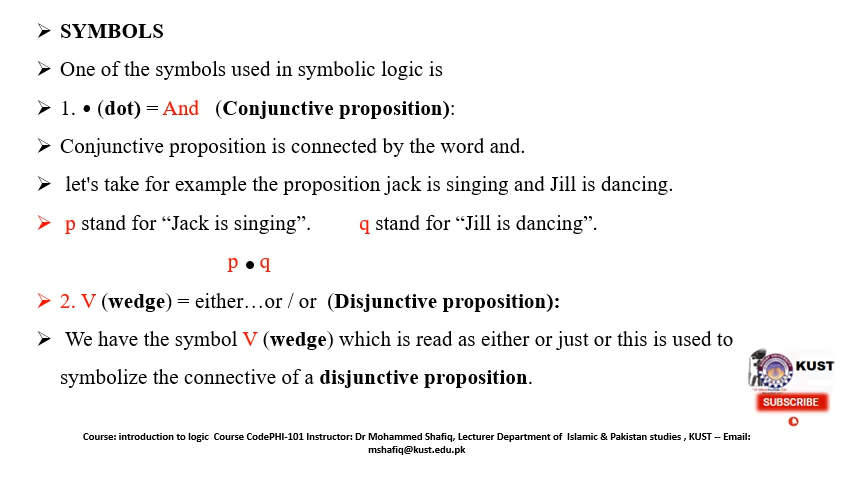 ➢ SYMBOLS
➢ One of the symbols used in symbolic logic is
➢ 1. • (dot) = And (Conjunctive proposition):
➢ Conjunctive proposition is connected by the word and.
➢ let's take for example the proposition jack is singing and Jill is dancing.
➢ p stand for “Jack is singing”. q stand for “Jill is dancing”.
p ● q
➢ 2. V (wedge) = either…or / or (Disjunctive proposition):
➢ We have the symbol V (wedge) which is read as either or just or this is used to
symbolize the connective of a disjunctive proposition.
KUST
SUBSCRIBE
Course: introduction to logic Course CodePHI-101 Instructor: Dr Mohammed Shafiq, Lecturer Department of Islamic & Pakistan studies , KUST -- Email:
mshafiq@kust.edu.pk